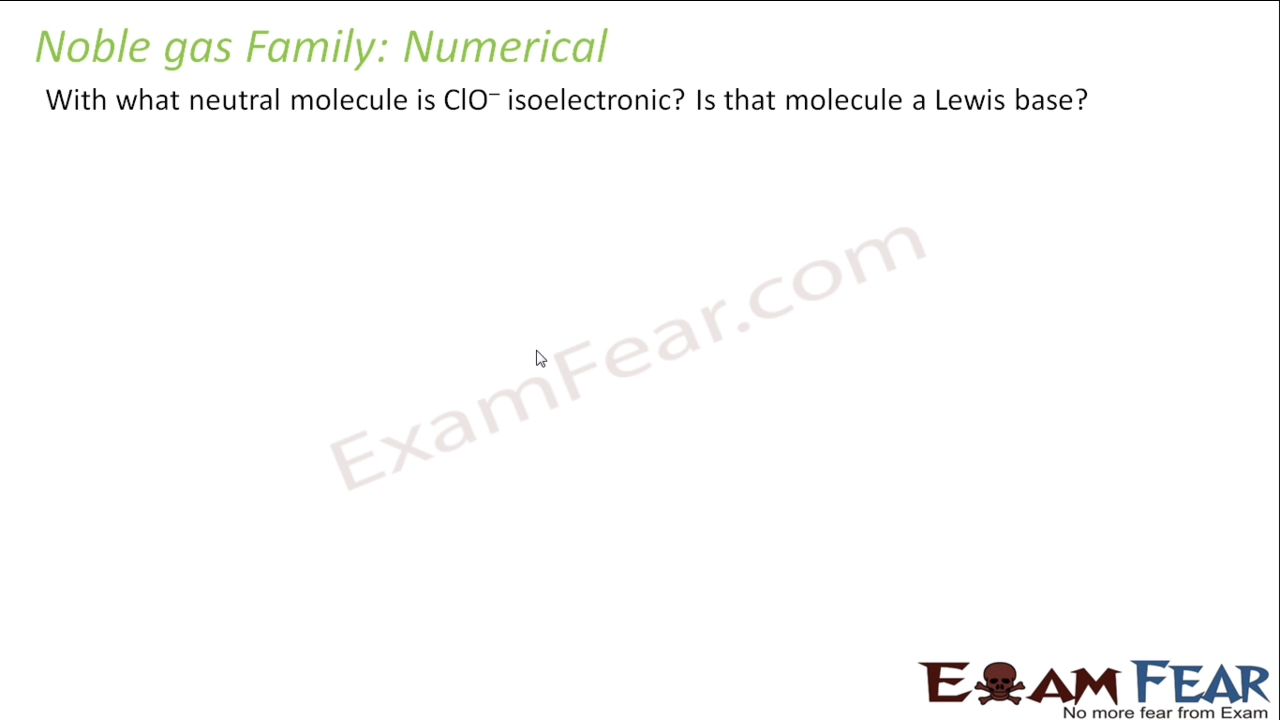 Noble gas Family: Numerical
With what neutral molecule is ClO⁻ isoelectronic? Is that molecule a Lewis base?
ExamFear.com
EXAM FEAR
No more fear from Exam